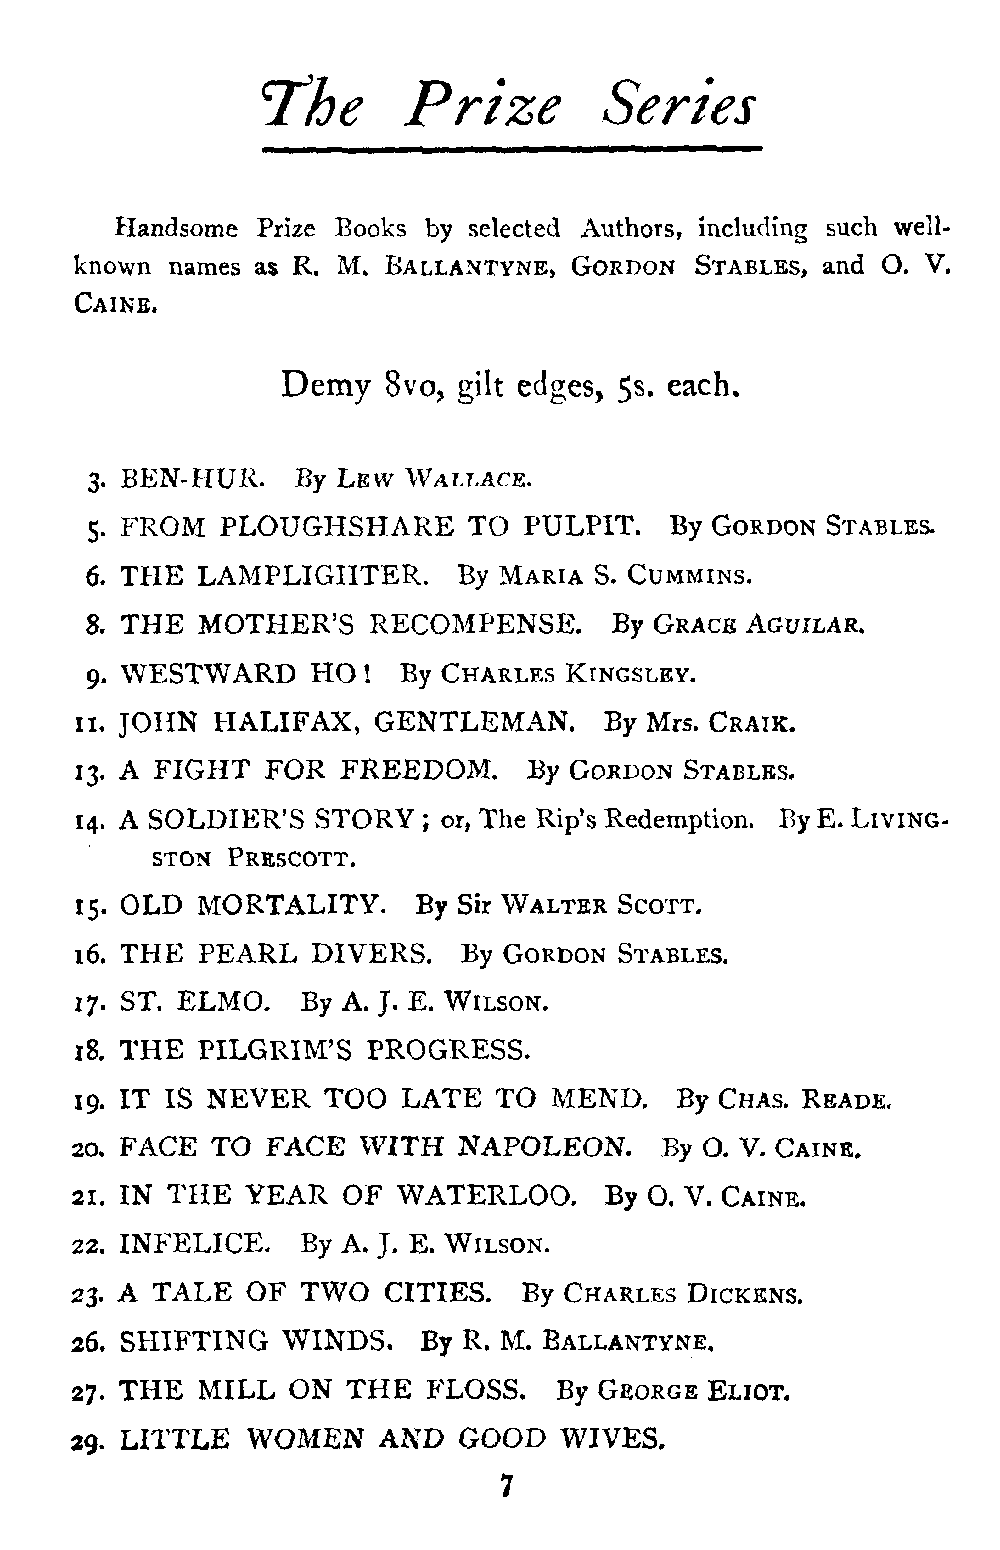 The Prize Series
Handsome Prize Books by selected Authors, including such well-
known names as R. M. BALLANTYNE, GORDON STABLES, and O. V.
CAINE.
Demy 8vo, gilt edges, 5s. each.
3. BEN-HUR. By LEW WALLACE.
5. FROM PLOUGHSHARE TO PULPIT. By GORDON STABLES.
6. THE LAMPLIGHTER. By MARIA S. CUMMINS.
8. THE MOTHER'S RECOMPENSE. By GRACE AGUILAR.
9. WESTWARD HO! By CHARLES KINGSLEY.
11. JOHN HALIFAX, GENTLEMAN. By Mrs. CRAIK.
13. A FIGHT FOR FREEDOM. By GORDON STABLES.
14. A SOLDIER'S STORY; or, The Rip's Redemption. By E. LIVING-
STON PRESCOTT.
15. OLD MORTALITY. By Sir WALTER SCOTT.
16. THE PEARL DIVERS. By GORDON STABLES.
17. ST. ELMO. By A. J. E. WILSON.
18. THE PILGRIM'S PROGRESS.
19. IT IS NEVER TOO LATE TO MEND. By CHAS. READE.
20. FACE TO FACE WITH NAPOLEON. By O. V. CAINE.
21. IN THE YEAR OF WATERLOO. By O. V. CAINE.
22. INFELICE. By A. J. E. WILSON.
23. A TALE OF TWO CITIES. By CHARLES DICKENS.
26. SHIFTING WINDS. By R. M. BALLANTYNE.
27. THE MILL ON THE FLOSS. By GEORGE ELIOT.
29. LITTLE WOMEN AND GOOD WIVES.
7